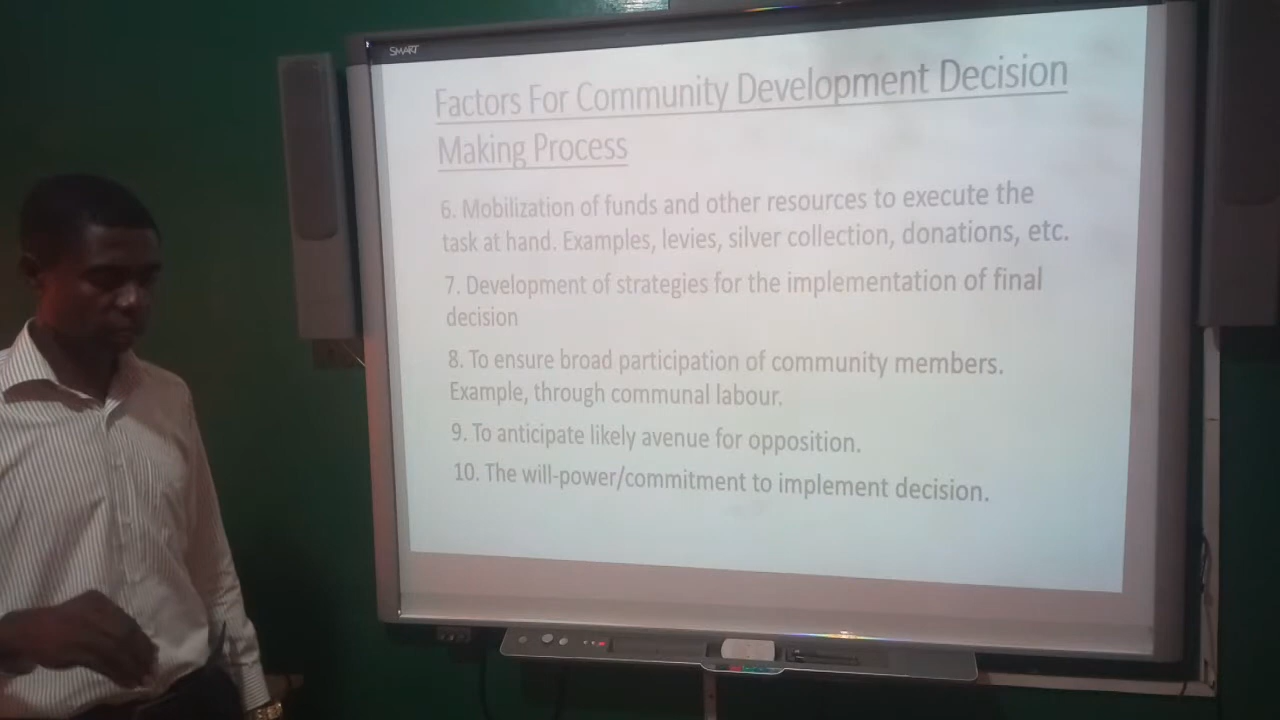 SMART
Factors For Community Development Decision
Making Process
6. Mobilization of funds and other resources to execute the
task at hand. Examples, levies, silver collection, donations, etc.
7. Development of strategies for the implementation of final
decision
8. To ensure broad participation of community members.
Example, through communal labour.
9. To anticipate likely avenue for opposition.
10. The will-power/commitment to implement decision.